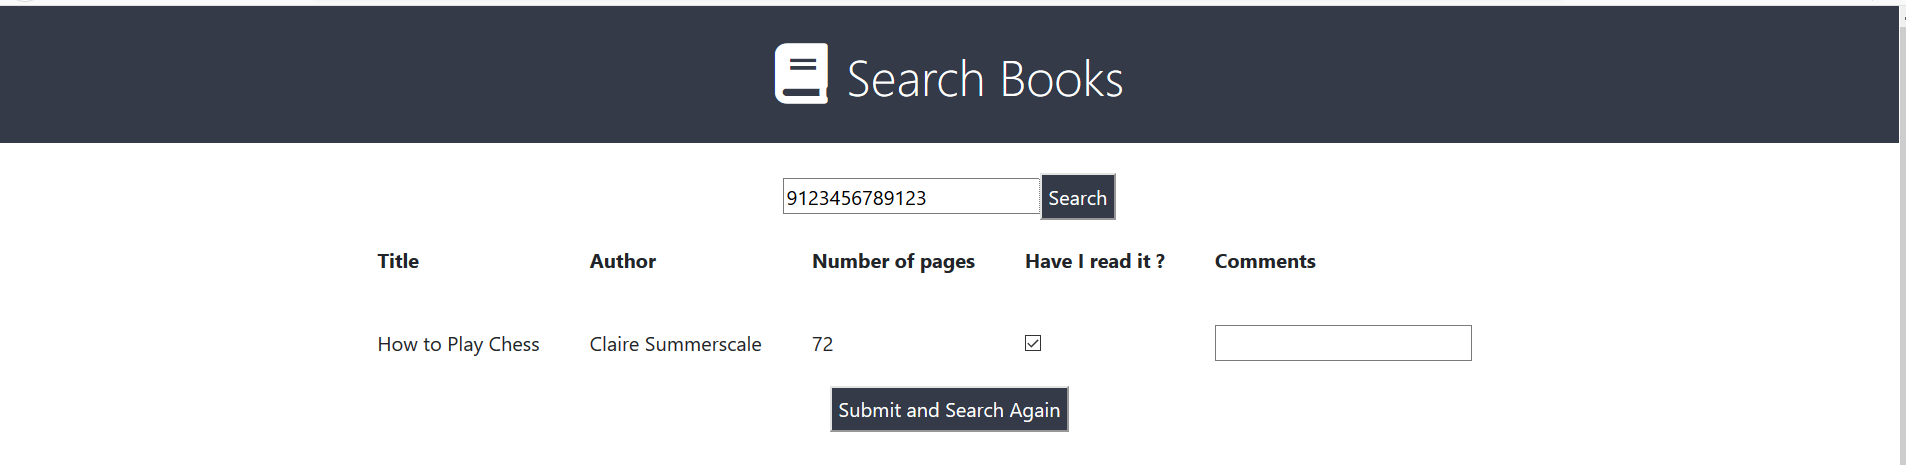 Search Books
9123456789123 Search
Title Author Number of pages Have I read it ? Comments
How to Play Chess Claire Summerscale 72
Submit and Search Again